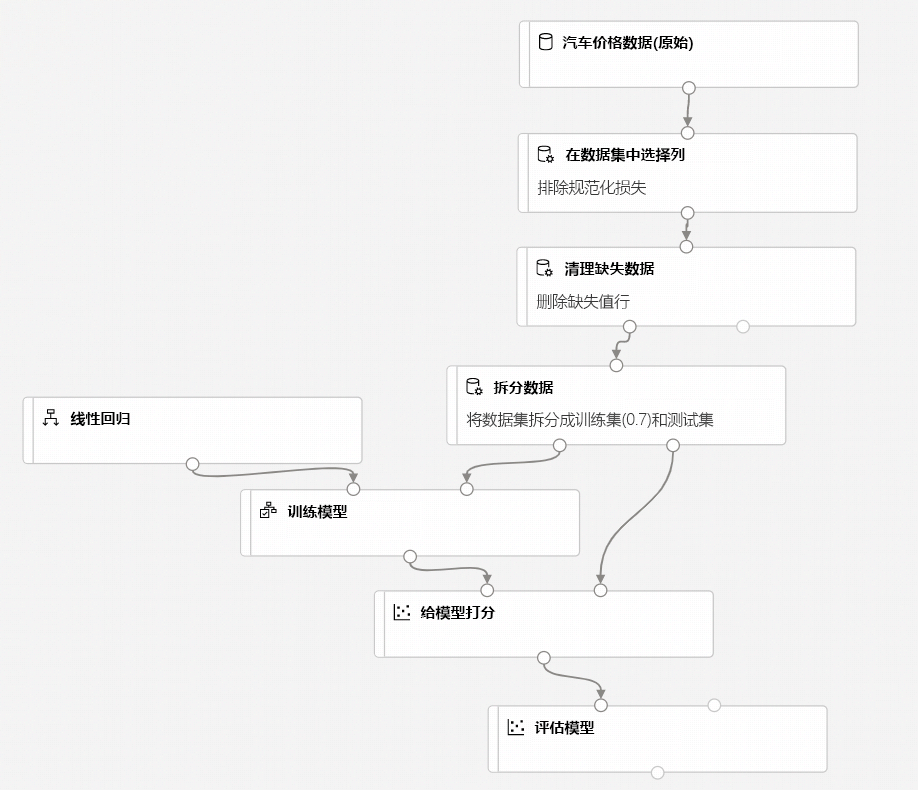 汽车价格数据(原始)
在数据集中选择列
排除规范化损失
清理缺失数据
删除缺失值行
拆分数据
将数据集拆分成训练集(0.7)和测试集
线性回归
训练模型
给模型打分
评估模型